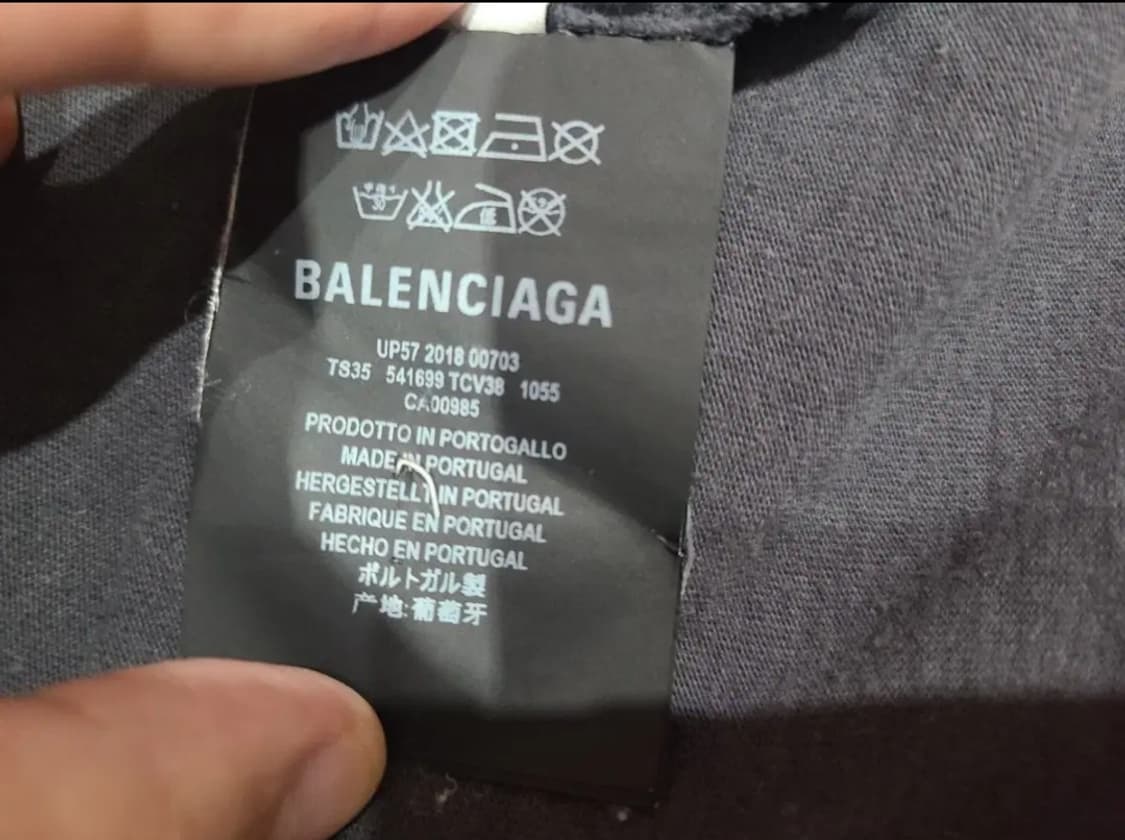 BALENCIAGA
UP57 2018 00703
TS35 541699 TCV38 1055
CA00985
PRODOTTO IN PORTOGALLO
MADE IN PORTUGAL
HERGESTELLT IN PORTUGAL
FABRIQUE EN PORTUGAL
HECHO EN PORTUGAL
ポルトガル製
产地:葡萄牙